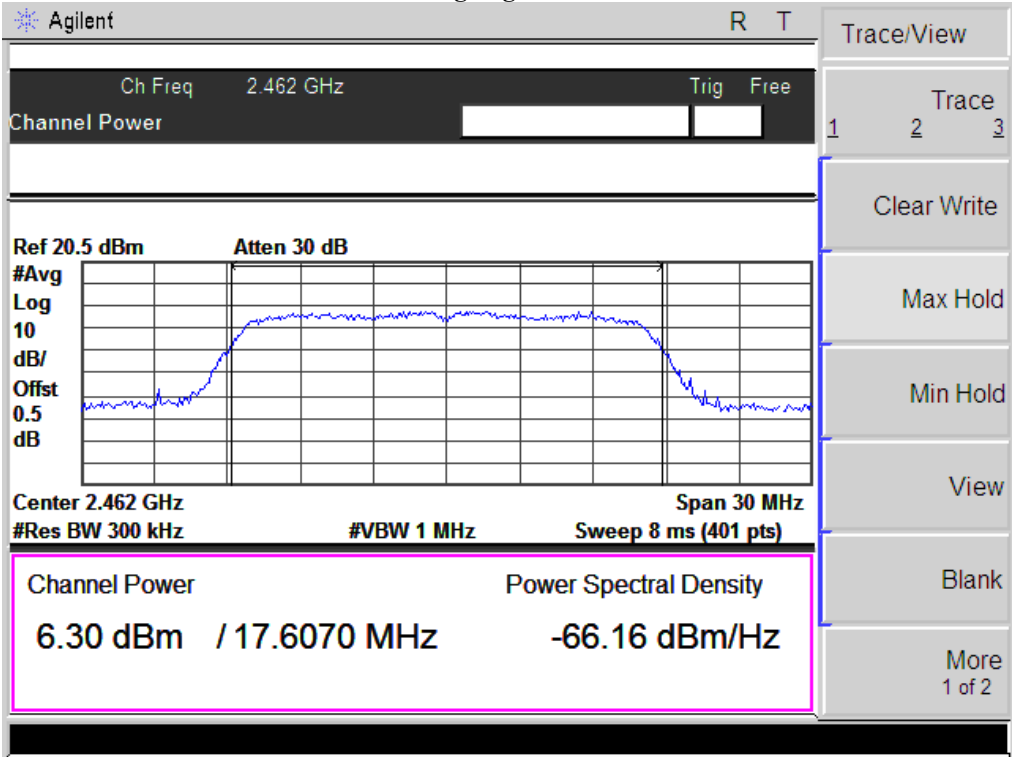 Agilent R T
Trace/View
Ch Freq 2.462 GHz Trig Free
Channel Power
Trace
1 2 3
Clear Write
Max Hold
Min Hold
View
Blank
More
1 of 2
Ref 20.5 dBm Atten 30 dB
#Avg
Log
10
dB/
Offst
0.5
dB
Center 2.462 GHz Span 30 MHz
#Res BW 300 kHz #VBW 1 MHz Sweep 8 ms (401 pts)
Channel Power Power Spectral Density
6.30 dBm / 17.6070 MHz -66.16 dBm/Hz